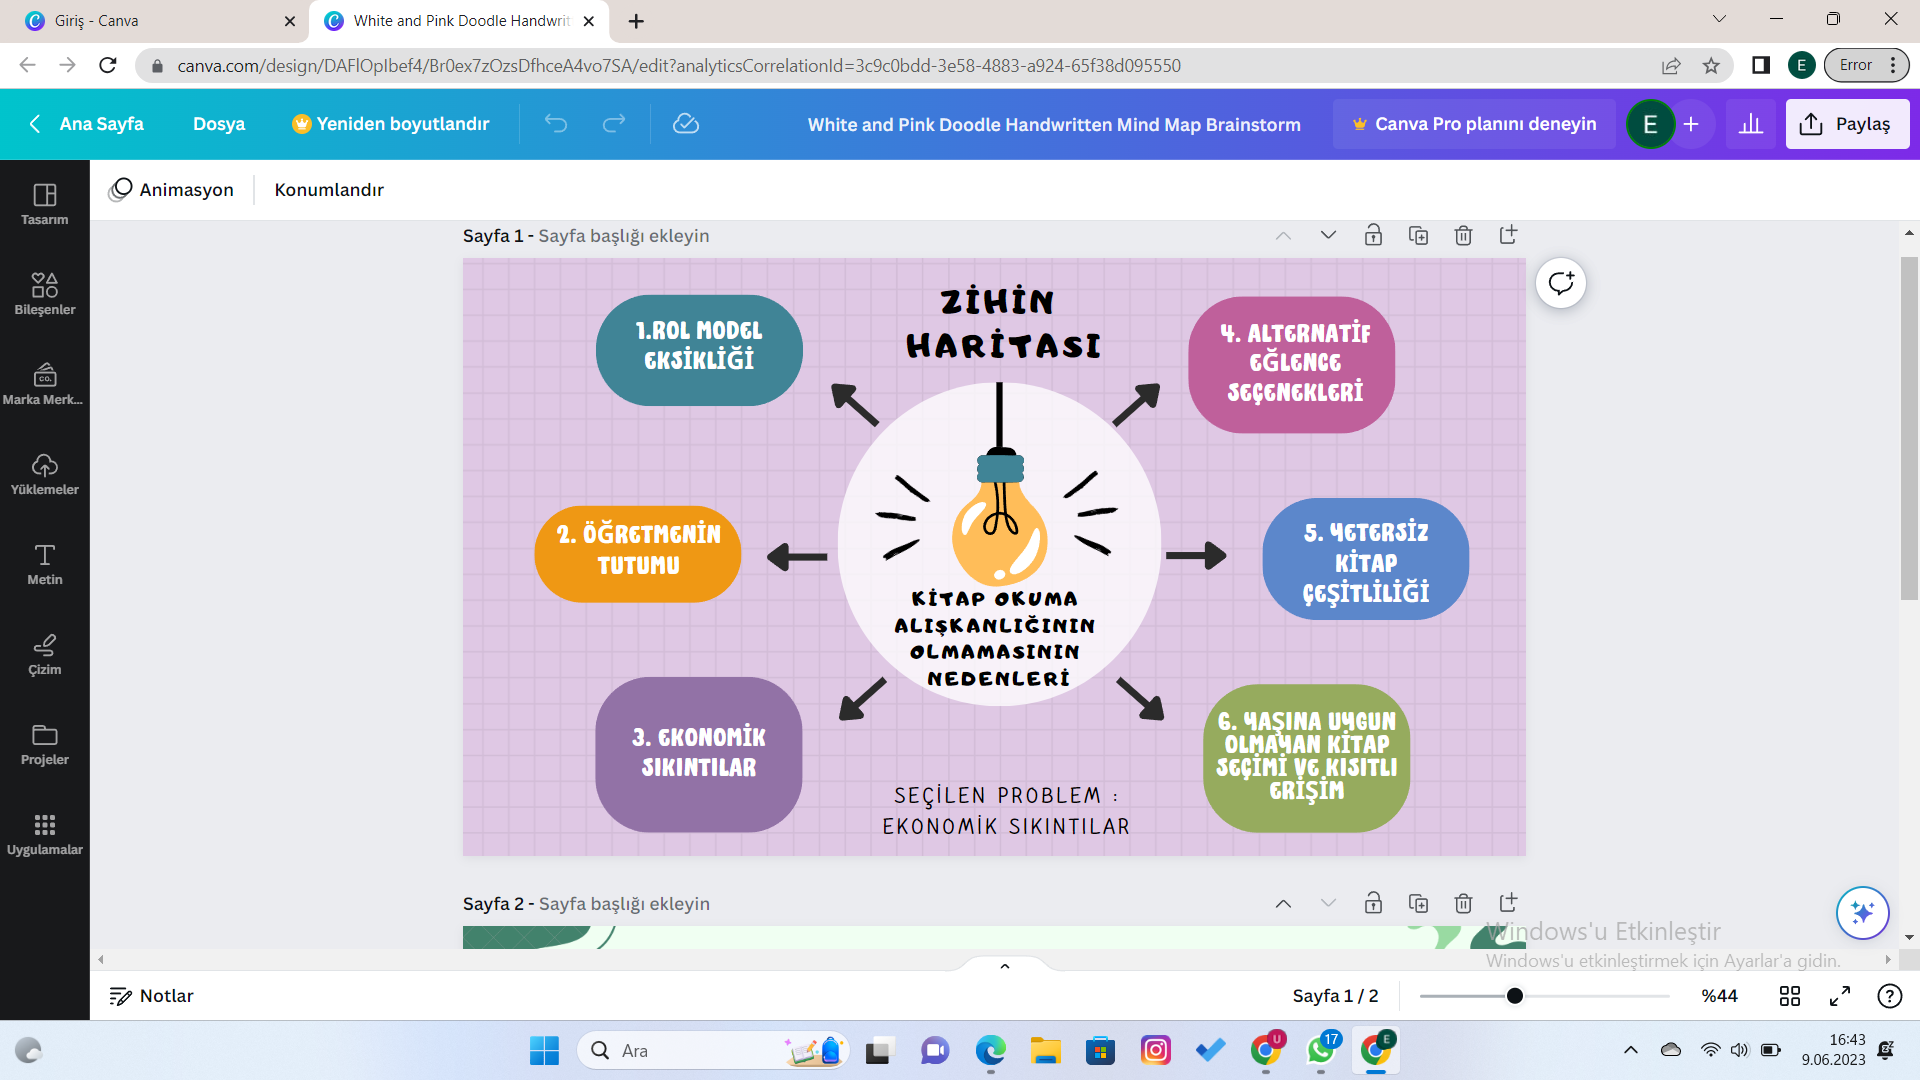 Giriş - Canva
White and Pink Doodle Handwrit
canva.com/design/DAFlOpIbef4/Br0ex7zOzsDfhceA4vo7SA/edit?analyticsCorrelationId=3c9c0bdd-3e58-4883-a924-65f38d095550
E
Error
Ana Sayfa
Dosya
Yeniden boyutlandır
White and Pink Doodle Handwritten Mind Map Brainstorm
Canva Pro planını deneyin
E
Paylaş
Animasyon
Konumlandır
Tasarım
Bileşenler
CO.
Marka Merk...
Yüklemeler
Metin
Çizim
Projeler
Uygulamalar
Sayfa 1 - Sayfa başlığı ekleyin
ZİHİN
HARİTASI
1.ROL MODEL
EKSİKLİĞİ
2. ÖĞRETMENİN
TUTUMU
3. EKONOMİK
SIKINTILAR
4. ALTERNATİF
EĞLENCE
SEÇENEKLERİ
5. YETERSİZ
KİTAP
ÇEŞİTLİLİĞİ
6. YAŞINA UYGUN
OLMAYAN KİTAP
SEÇİMİ VE KISITLI
ERİŞİM
KİTAP OKUMA
ALIŞKANLIĞININ
OLMAMASININ
NEDENLERİ
SEÇİLEN PROBLEM :
EKONOMİK SIKINTILAR
Sayfa 2 - Sayfa başlığı ekleyin
Windows'u Etkinleştir
Windows'u etkinleştirmek için Ayarlar'a gidin.
Notlar
Sayfa 1 / 2
%44
Ara
U
17
E
16:43
9.06.2023